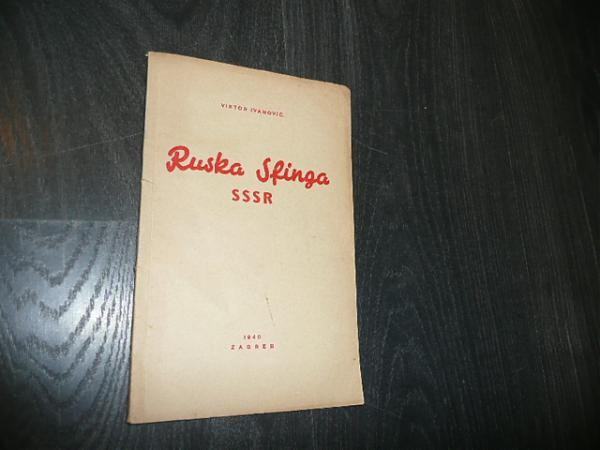 VIKTOR IVANOVIĆ
Ruska Sfinga
SSSR
1940
ZAGREB